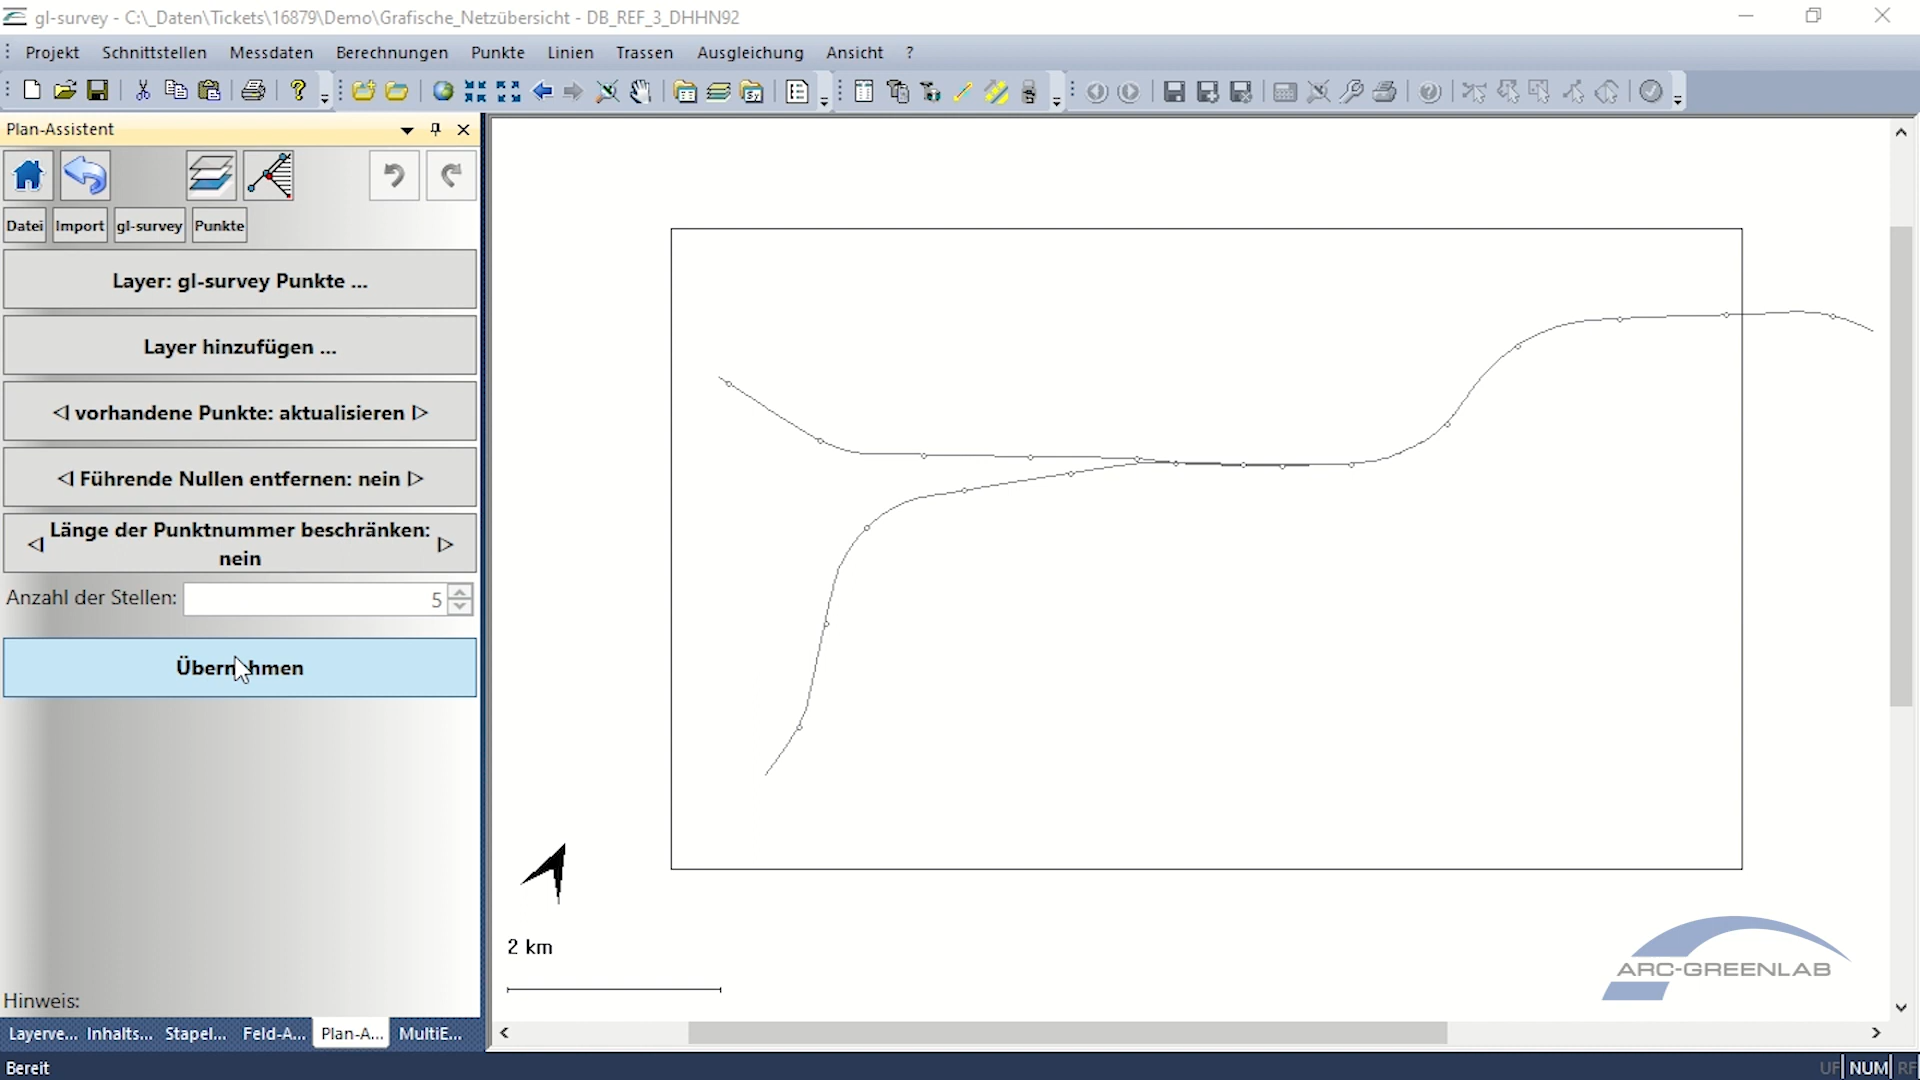 gl-survey - C:\_Daten\Tickets\16879\Demo\Grafische_Netzübersicht - DB_REF_3_DHHN92
Projekt Schnittstellen Messdaten Berechnungen Punkte Linien Trassen Ausgleichung Ansicht ?
Plan-Assistent
Datei Import gl-survey Punkte
Layer: gl-survey Punkte ...
Layer hinzufügen ...
vorhandene Punkte: aktualisieren
Führende Nullen entfernen: nein
Länge der Punktnummer beschränken:
nein
Anzahl der Stellen: 5
Übernehmen
2 km
ARC-GREENLAB
Hinweis:
Layerve... Inhalts... Stapel... Feld-A... Plan-A... MultiE...
Bereit
UF NUM RF